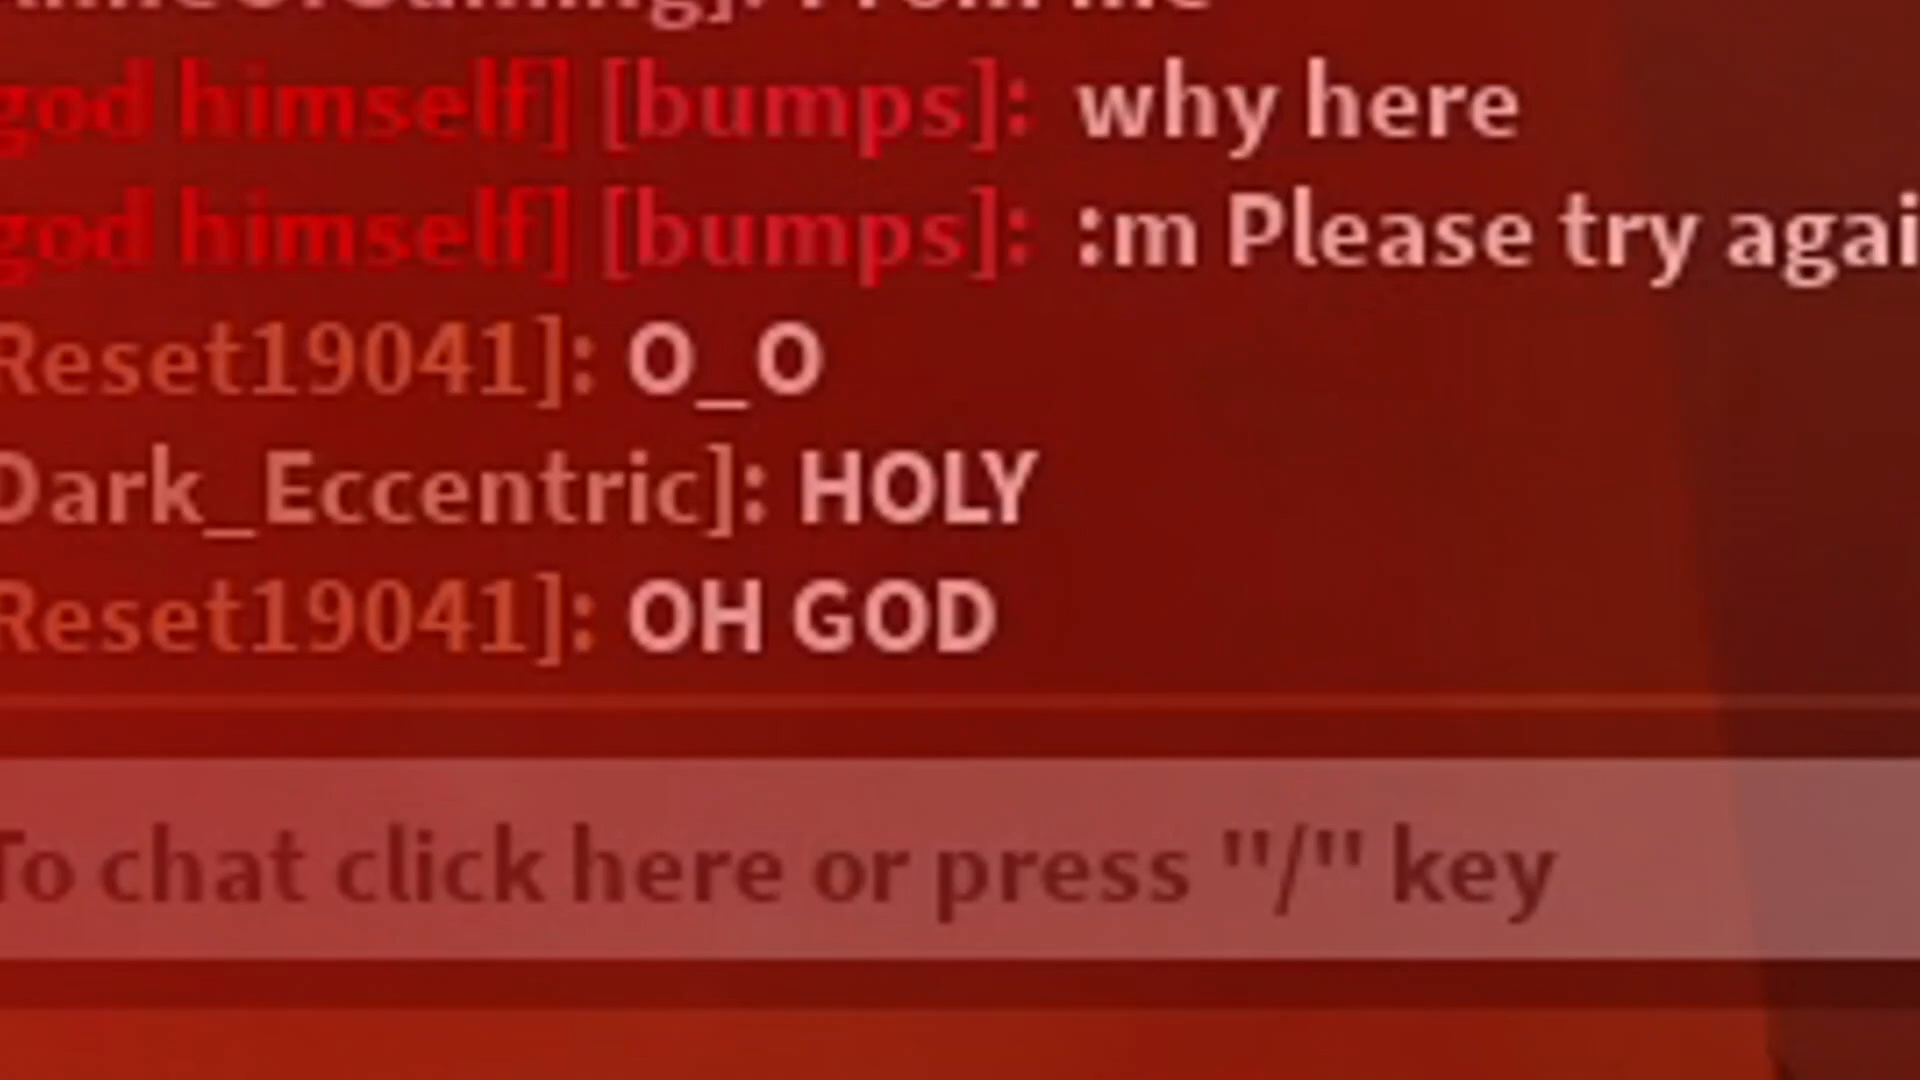 god himself] [bumps]: why here
god himself] [bumps]: :m Please try agai
Reset19041]: O_O
Dark_Eccentric]: HOLY
Reset19041]: OH GOD
To chat click here or press "/" key